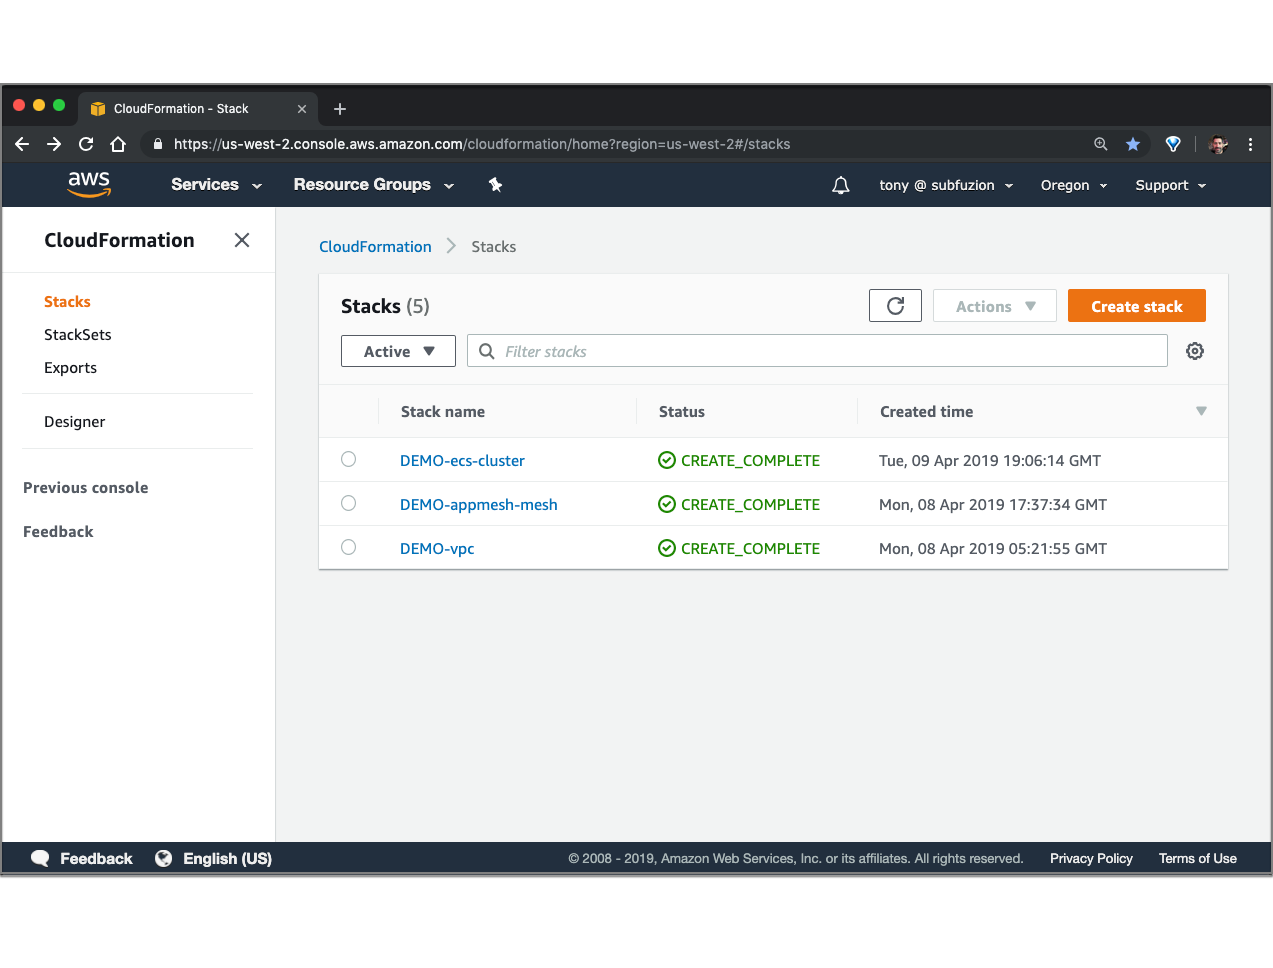 CloudFormation - Stack
https://us-west-2.console.aws.amazon.com/cloudformation/home?region=us-west-2#/stacks
aws Services Resource Groups tony @ subfuzion Oregon Support
CloudFormation
Stacks
StackSets
Exports
Designer
Previous console
Feedback
CloudFormation Stacks
Stacks (5) Actions Create stack
Active Filter stacks
Stack name Status Created time
DEMO-ecs-cluster CREATE_COMPLETE Tue, 09 Apr 2019 19:06:14 GMT
DEMO-appmesh-mesh CREATE_COMPLETE Mon, 08 Apr 2019 17:37:34 GMT
DEMO-vpc CREATE_COMPLETE Mon, 08 Apr 2019 05:21:55 GMT
Feedback English (US) © 2008 - 2019, Amazon Web Services, Inc. or its affiliates. All rights reserved. Privacy Policy Terms of Use